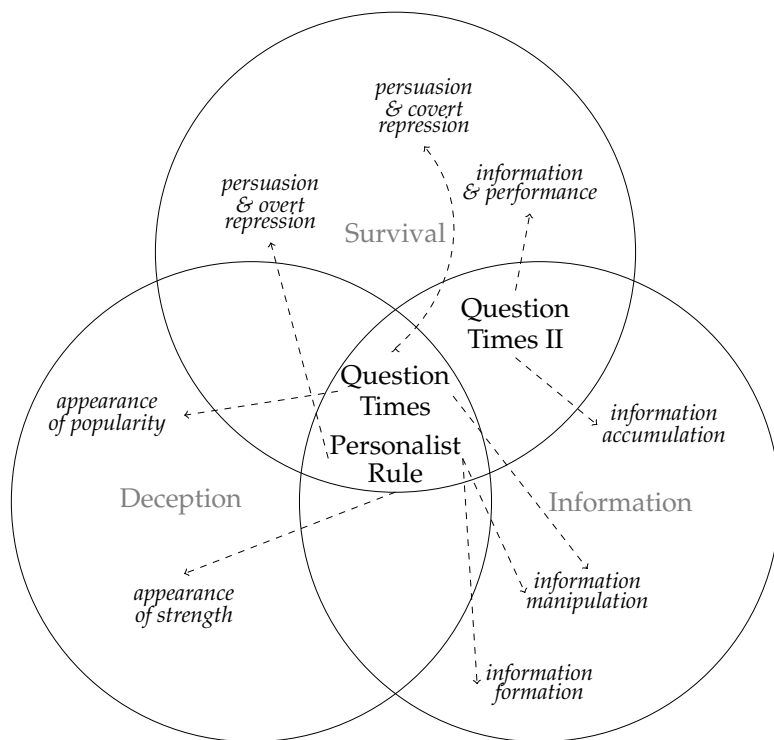 persuasion
& covert
repression
information
& performance
persuasion
& overt
repression
Survival
Question
Times II
Question
Times
appearance
of popularity
information
accumulation
Personalist
Rule
Deception
Information
appearance
of strength
information
manipulation
information
formation